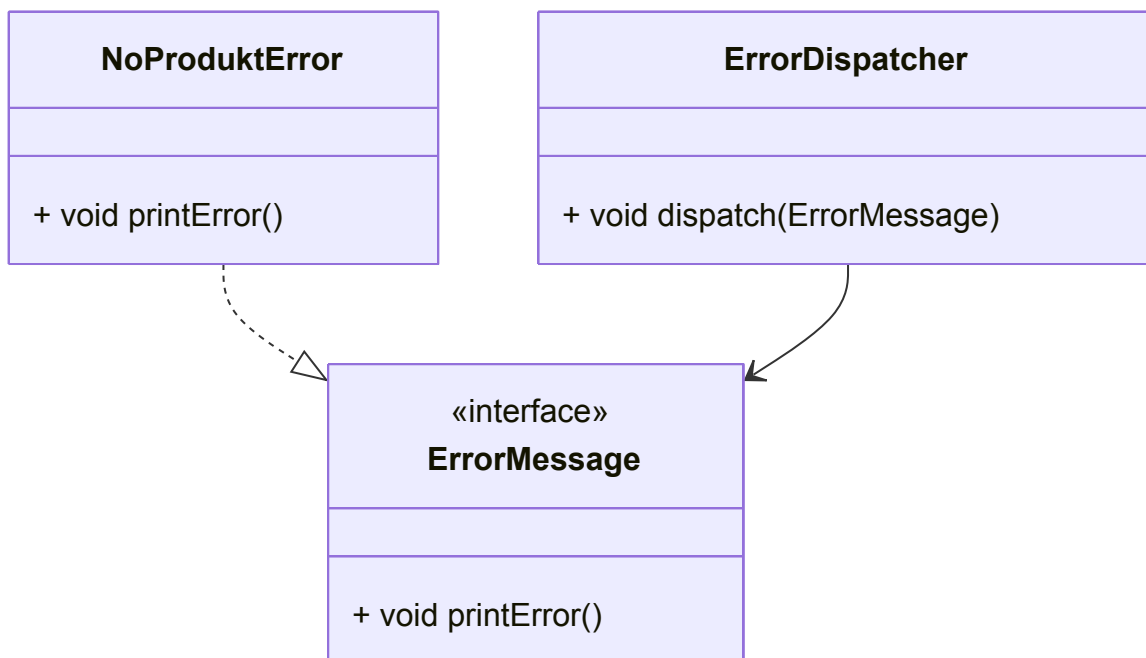 NoProduktError
+ void printError()
ErrorDispatcher
+ void dispatch(ErrorMessage)
«interface»
ErrorMessage
+ void printError()